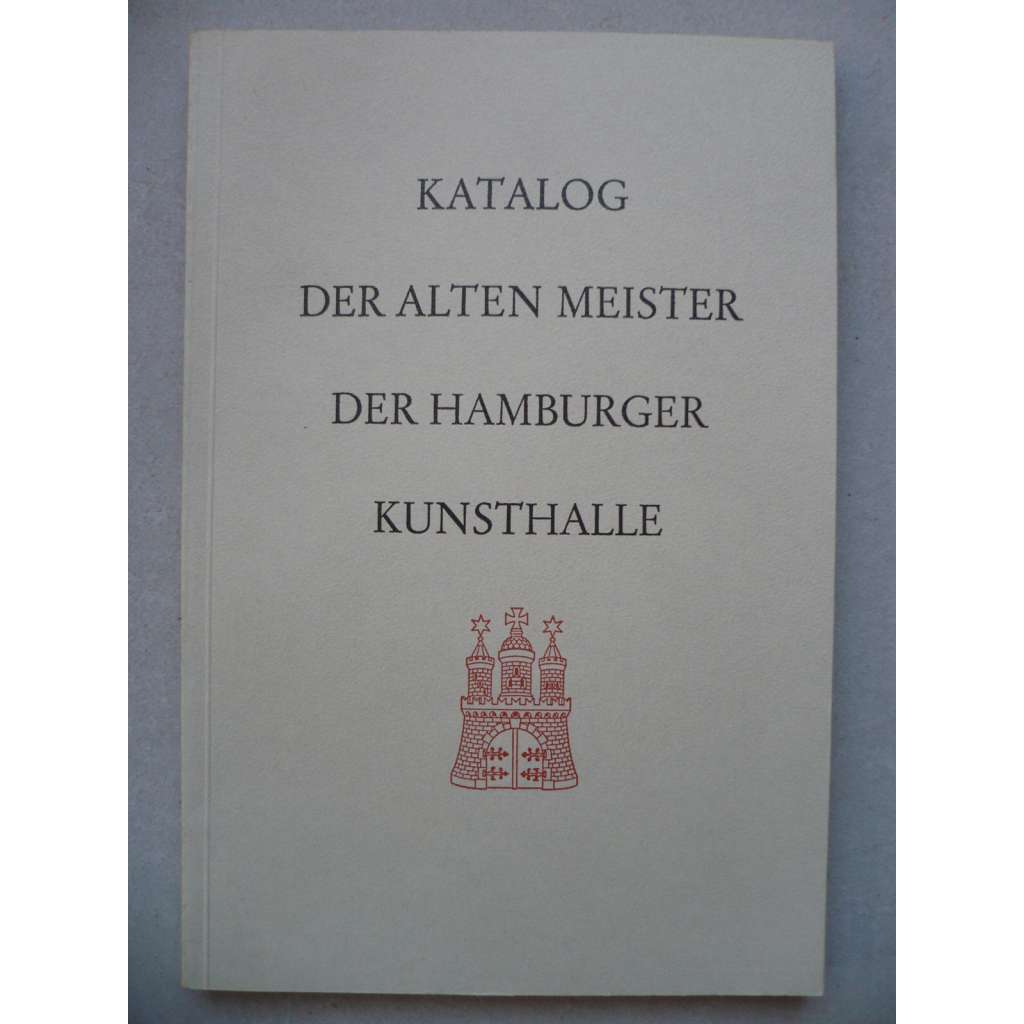 KATALOG
DER ALTEN MEISTER
DER HAMBURGER
KUNSTHALLE